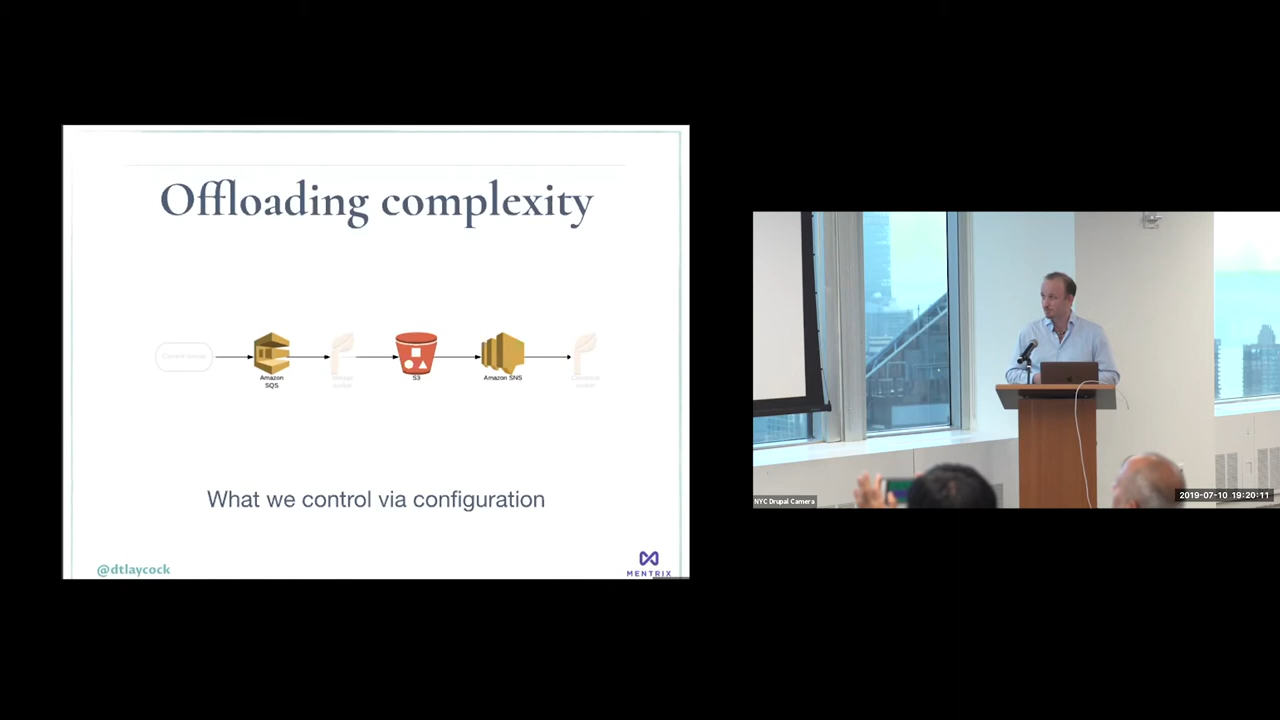 Offloading complexity
Amazon
SQS
S3
Amazon SNS
What we control via configuration
@dtlaycock
MENTRIX
NYC Drupal Camera
2019-07-10 19:20:11